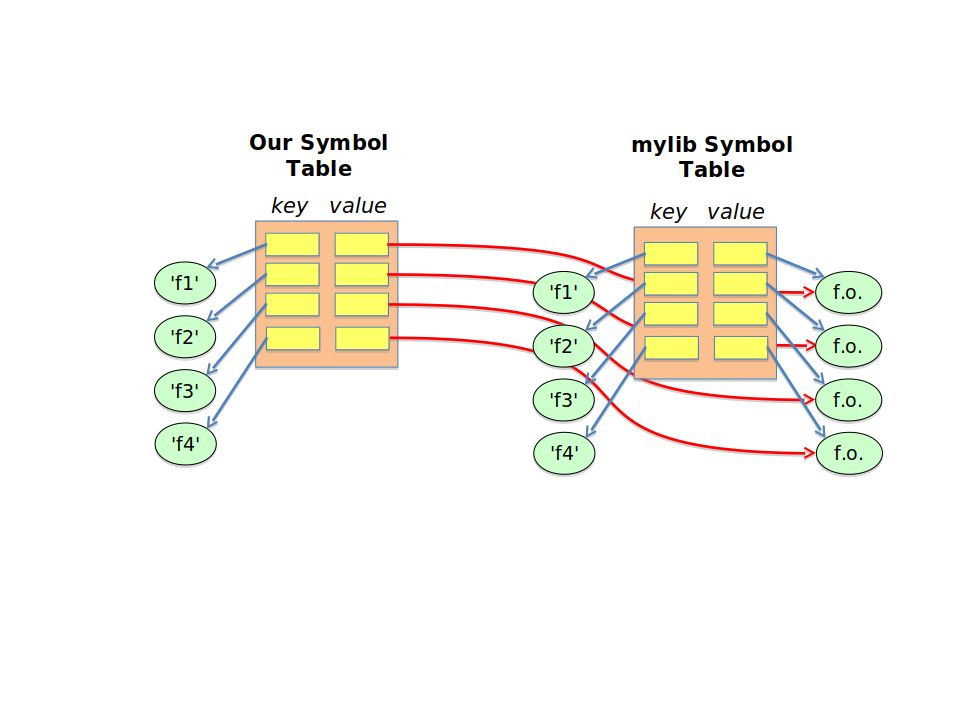 Our Symbol
Table
key value
'f1'
'f2'
'f3'
'f4'
mylib Symbol
Table
key value
'f1'
'f2'
'f3'
'f4'
f.o.
f.o.
f.o.
f.o.